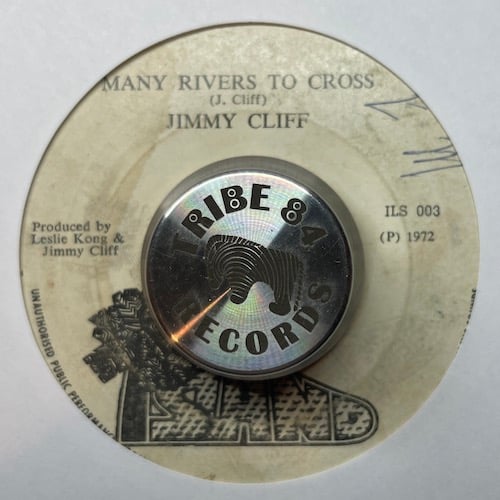 MANY RIVERS TO CROSS
(J. Cliff)
JIMMY CLIFF
ILS 003
(P) 1972
Produced by
Leslie Kong &
Jimmy Cliff
TRIBE 84
RECORDS
UNAUTHORISED PUBLIC PERFORMANCE